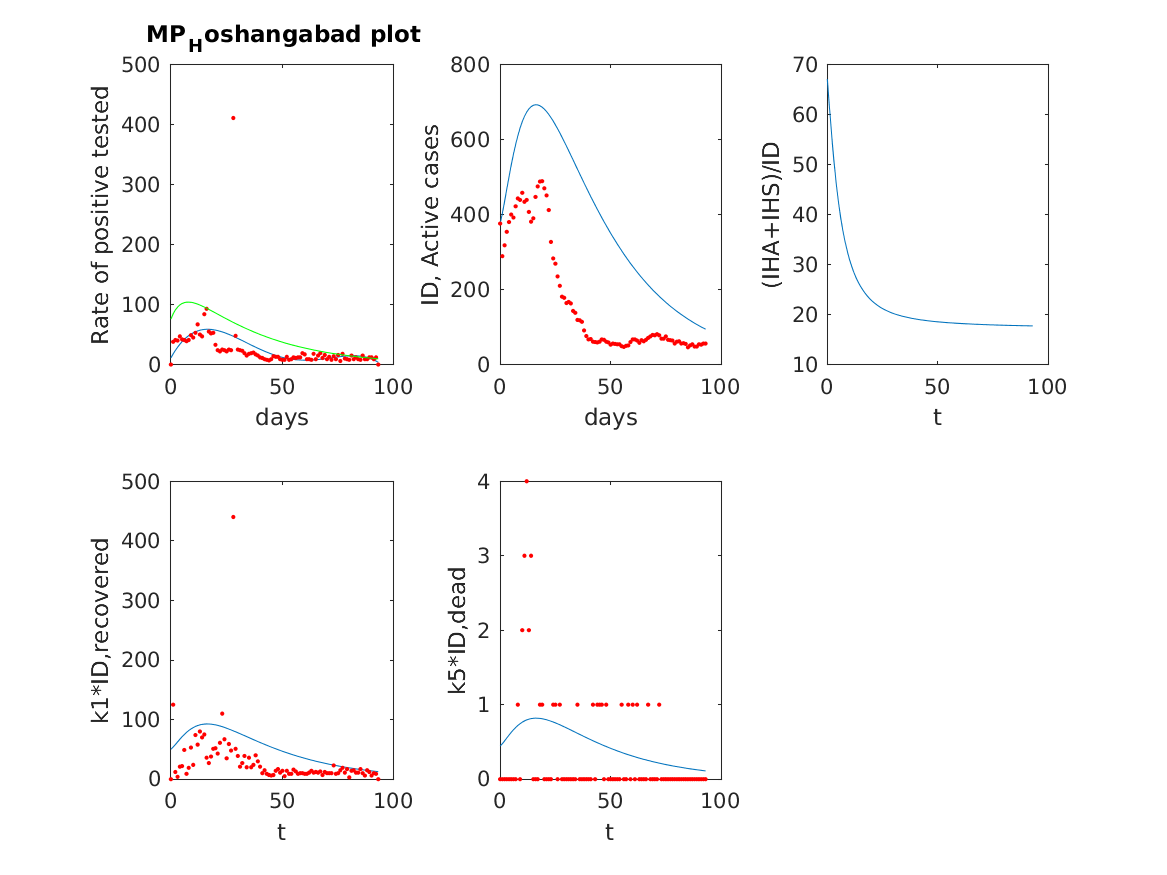 MP_Hoshangabad plot
500
400
300
200
100
0
Rate of positive tested
0 50 100
days
800
600
400
200
0
ID, Active cases
0 50 100
days
70
60
50
40
30
20
10
(IHA+IHS)/ID
0 50 100
t
500
400
300
200
100
0
k1*ID,recovered
0 50 100
t
4
3
2
1
0
k5*ID,dead
0 50 100
t